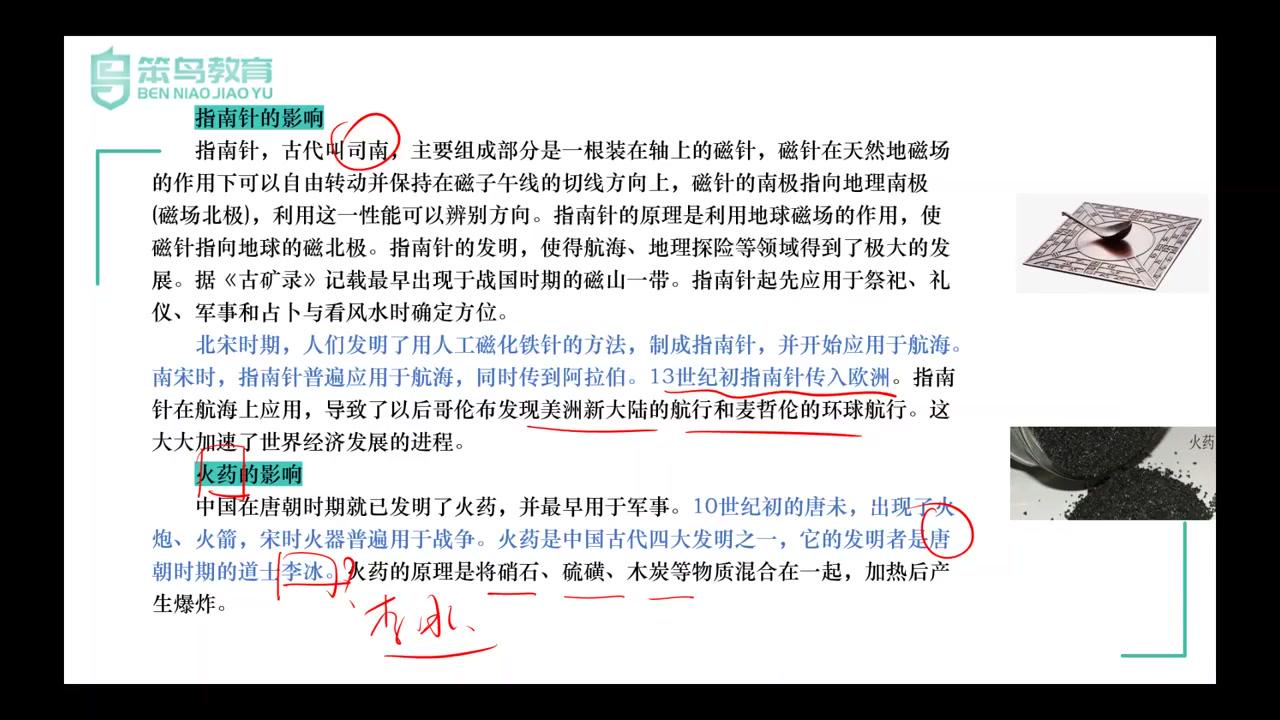 笨鸟教育
BEN NIAO JIAO YU
指南针的影响
指南针，古代叫司南，主要组成部分是一根装在轴上的磁针，磁针在天然地磁场
的作用下可以自由转动并保持在磁子午线的切线方向上，磁针的南极指向地理南极
(磁场北极)，利用这一性能可以辨别方向。指南针的原理是利用地球磁场的作用，使
磁针指向地球的磁北极。指南针的发明，使得航海、地理探险等领域得到了极大的发
展。据《古矿录》记载最早出现于战国时期的磁山一带。指南针起先应用于祭祀、礼
仪、军事和占卜与看风水时确定方位。
北宋时期，人们发明了用人工磁化铁针的方法，制成指南针，并开始应用于航海。
南宋时，指南针普遍应用于航海，同时传到阿拉伯。13世纪初指南针传入欧洲。指南
针在航海上应用，导致了以后哥伦布发现美洲新大陆的航行和麦哲伦的环球航行。这
大大加速了世界经济发展的进程。
火药的影响
中国在唐朝时期就已发明了火药，并最早用于军事。10世纪初的唐未，出现了火
炮、火箭，宋时火器普遍用于战争。火药是中国古代四大发明之一，它的发明者是唐
朝时期的道士李冰。火药的原理是将硝石、硫磺、木炭等物质混合在一起，加热后产
生爆炸。
李冰
火药